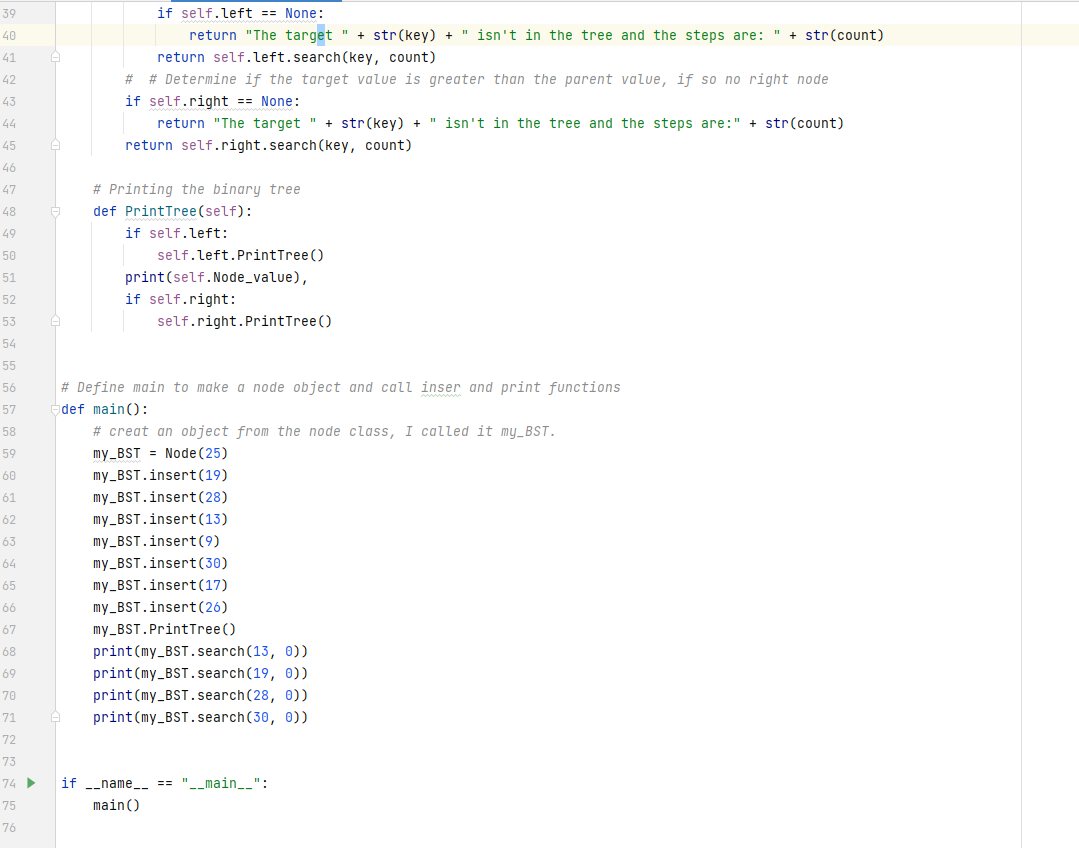 39             if self.left == None:
40                 return "The target " + str(key) + " isn't in the tree and the steps are: " + str(count)
41             return self.left.search(key, count)
42         #  # Determine if the target value is greater than the parent value, if so no right node
43         if self.right == None:
44             return "The target " + str(key) + " isn't in the tree and the steps are:" + str(count)
45         return self.right.search(key, count)
46
47     # Printing the binary tree
48     def PrintTree(self):
49         if self.left:
50             self.left.PrintTree()
51         print(self.Node_value),
52         if self.right:
53             self.right.PrintTree()
54
55
56 # Define main to make a node object and call inser and print functions
57 def main():
58     # creat an object from the node class, I called it my_BST.
59     my_BST = Node(25)
60     my_BST.insert(19)
61     my_BST.insert(28)
62     my_BST.insert(13)
63     my_BST.insert(9)
64     my_BST.insert(30)
65     my_BST.insert(17)
66     my_BST.insert(26)
67     my_BST.PrintTree()
68     print(my_BST.search(13, 0))
69     print(my_BST.search(19, 0))
70     print(my_BST.search(28, 0))
71     print(my_BST.search(30, 0))
72
73
74 if __name__ == "__main__":
75     main()
76